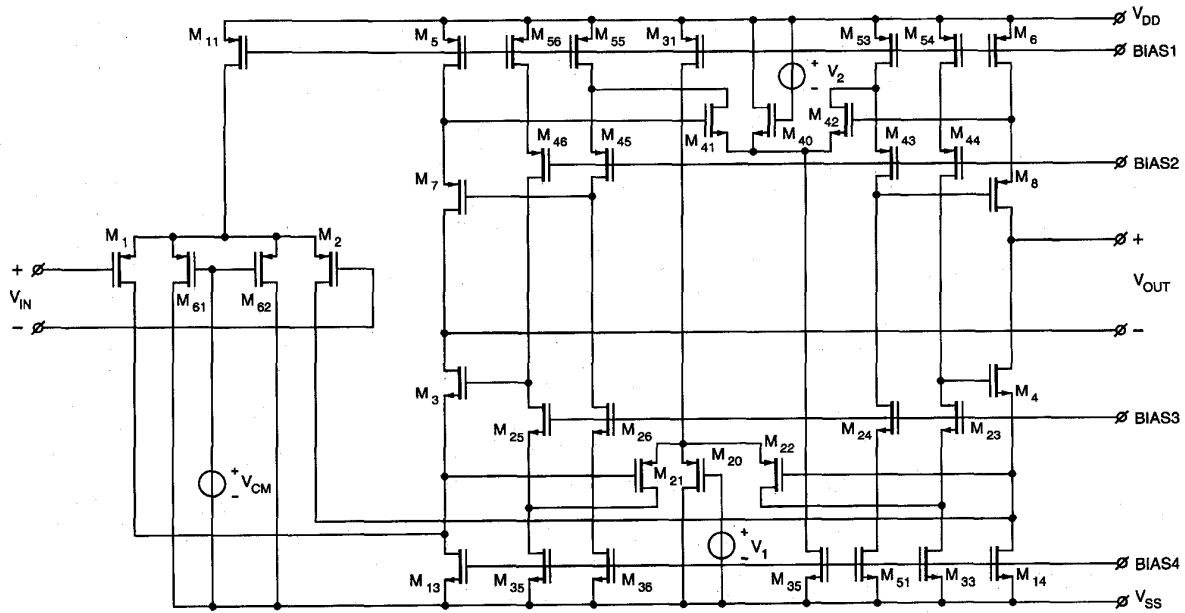 M11
M5
M56
M55
M31
M53
M54
M6
VDD
BIAS1
+
V2
-
M41
M40
M42
M46
M45
M43
M44
BIAS2
M7
M8
M1
M2
+
VIN
-
M61
M62
+
VOUT
-
M3
M4
M25
M26
M24
M23
BIAS3
M21
M20
M22
+
VCM
-
+
V1
-
M13
M35
M36
M35
M51
M33
M14
BIAS4
VSS